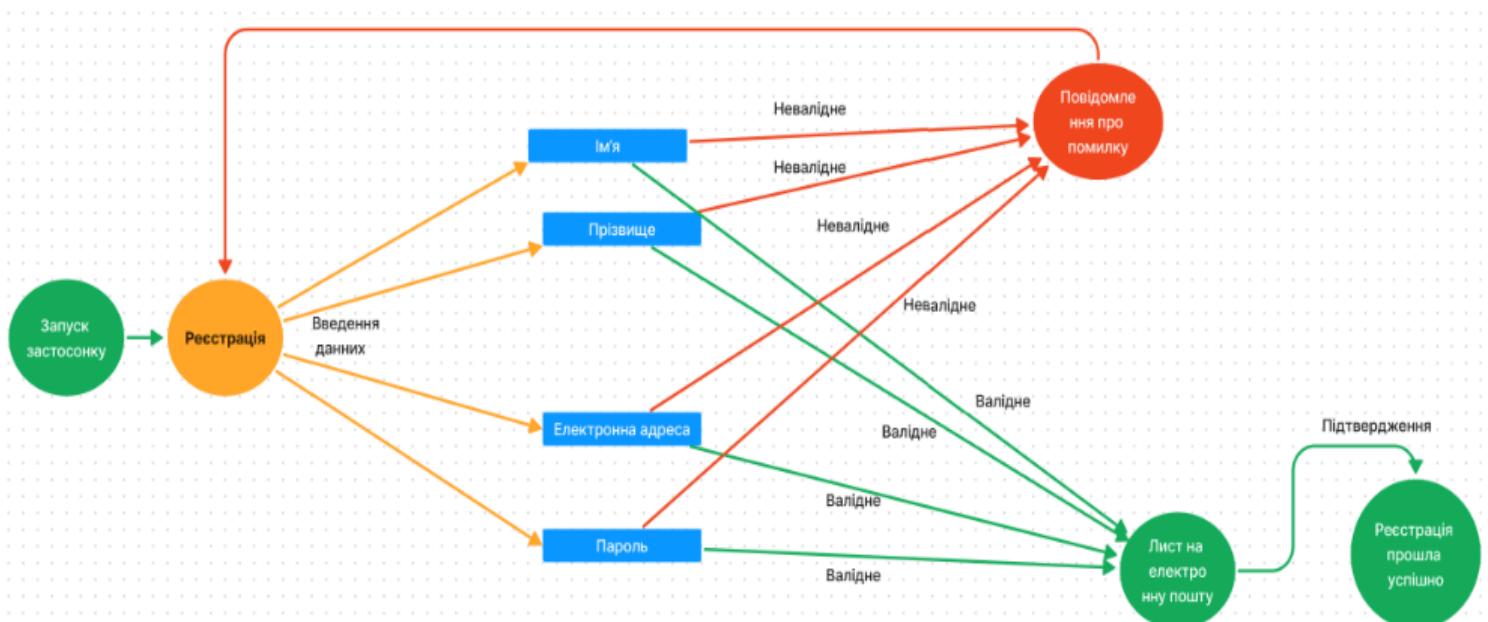 Повідомле
ння про
помилку
Невалідне
Ім'я
Невалідне
Прізвище
Невалідне
Невалідне
Запуск
застосонку
Реєстрація
Введення
данних
Валідне
Електронна адреса
Валідне
Підтвердження
Валідне
Пароль
Валідне
Лист на
електро
нну пошту
Реєстрація
прошла
успішно